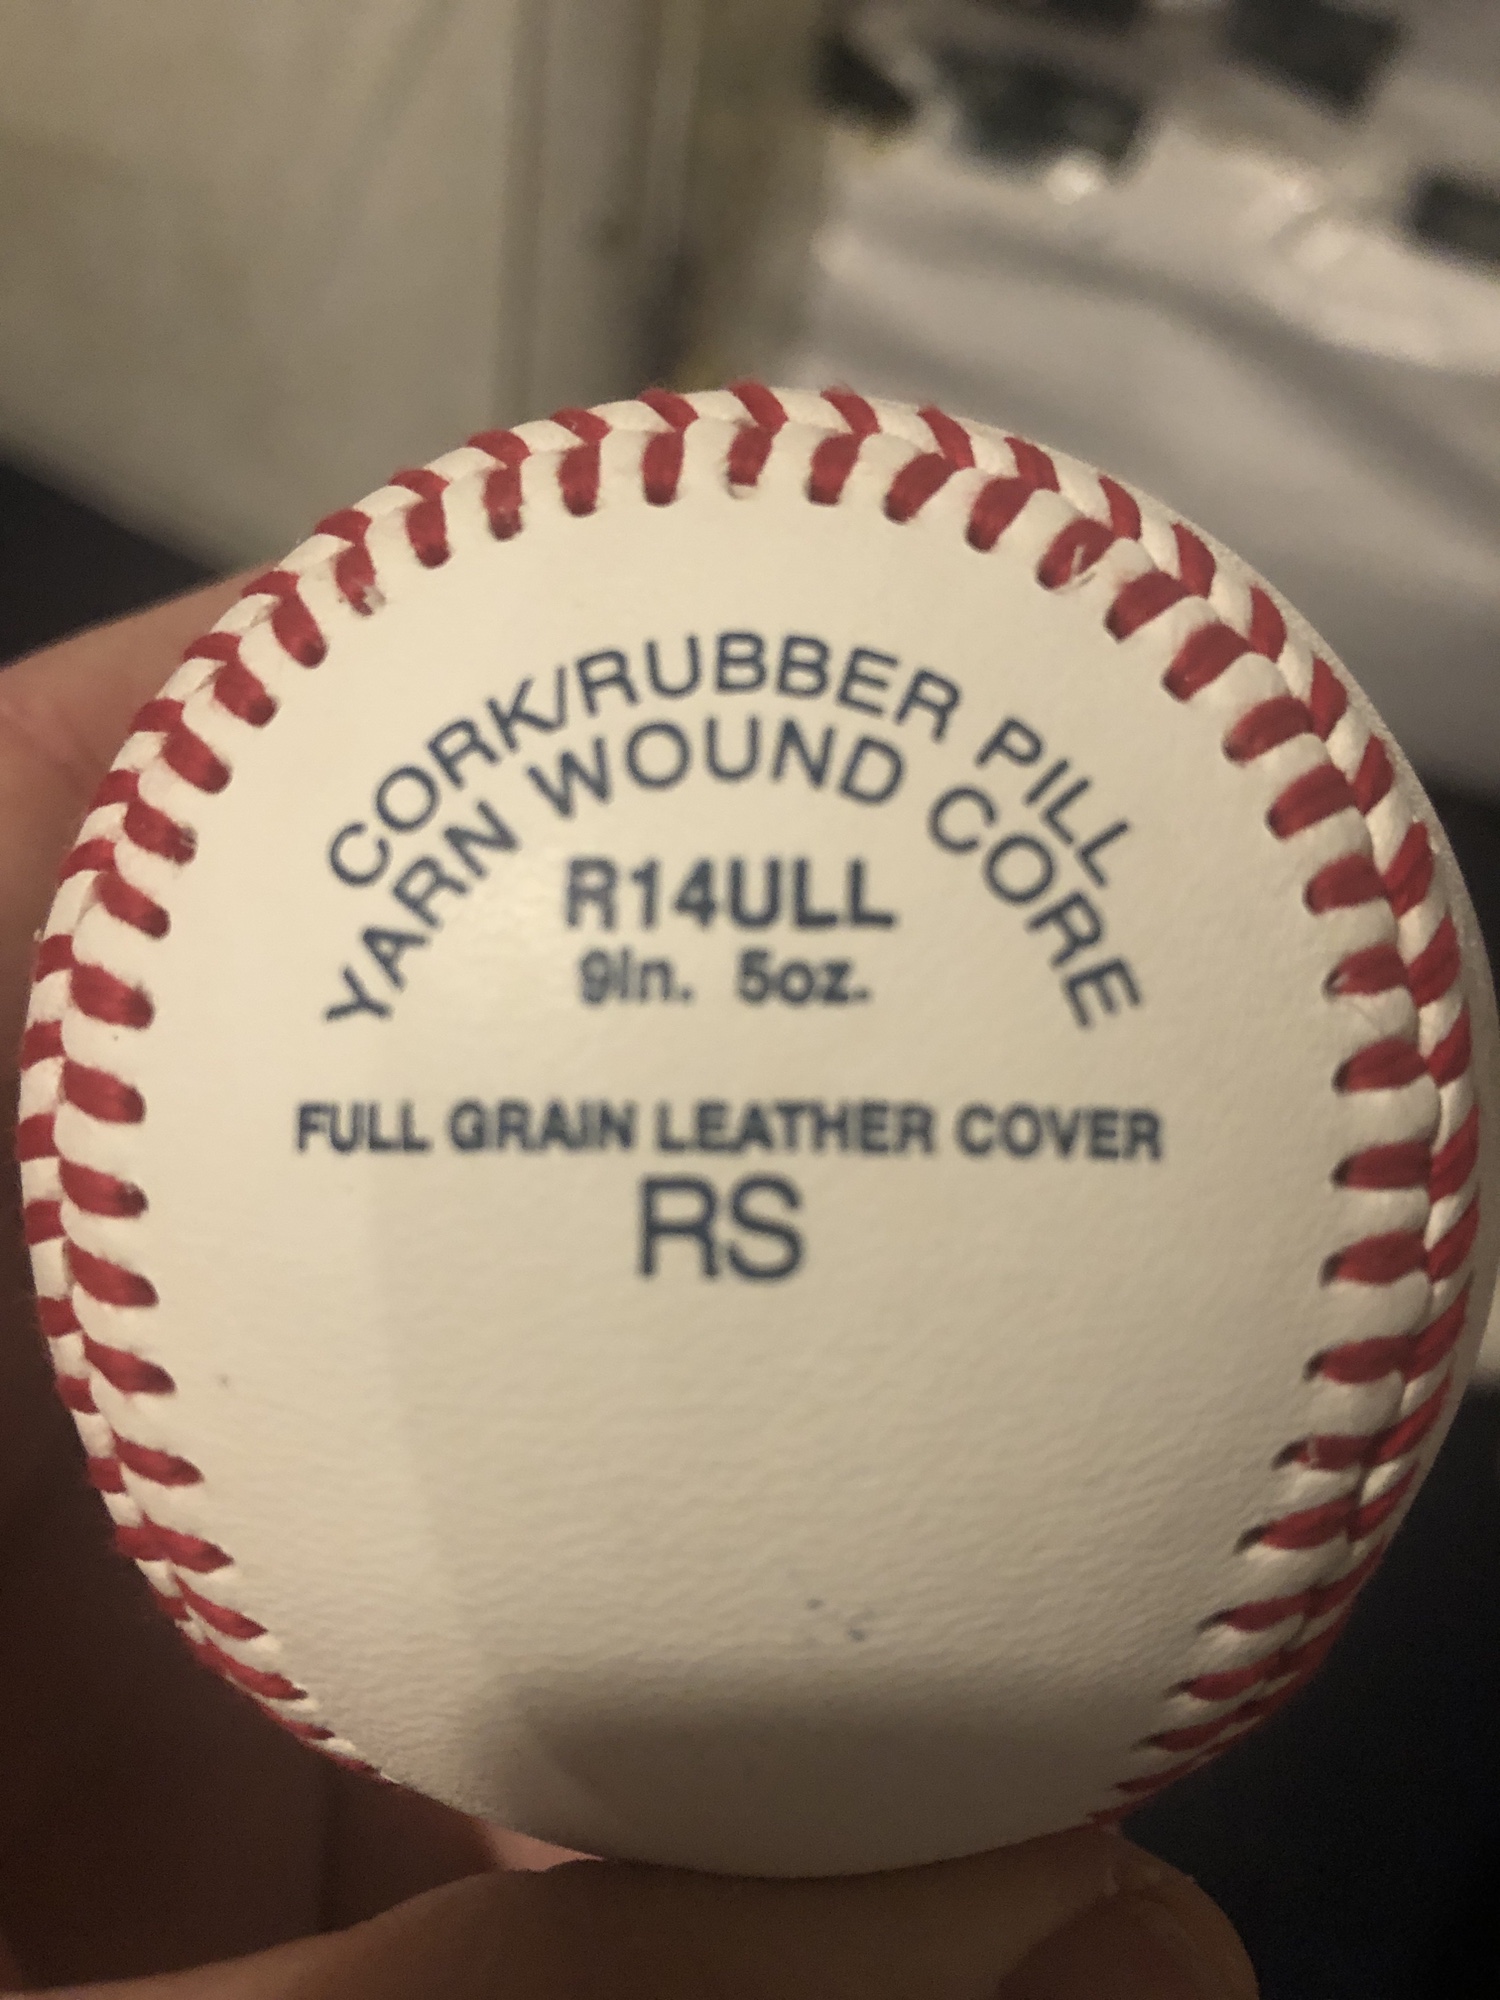 CORK/RUBBER PILL
YARN WOUND CORE
R14ULL
9in. 5oz.
FULL GRAIN LEATHER COVER
RS